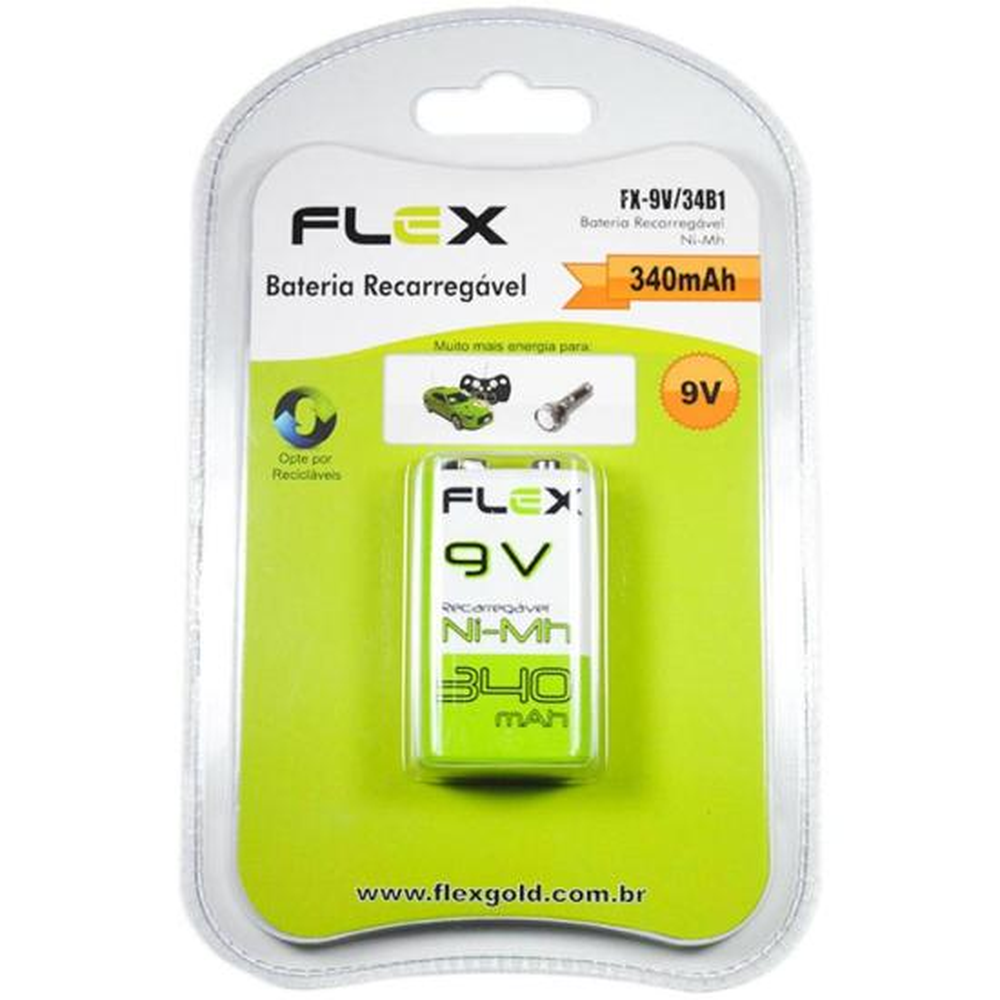 FLEX
Bateria Recarregável
FX-9V/34B1
Bateria Recarregável
Ni-Mh
340mAh
Muito mais energia para:
9V
Opte por
Recicláveis
FLEX
9V
Recarregável
Ni-Mh
340
mAh
www.flexgold.com.br